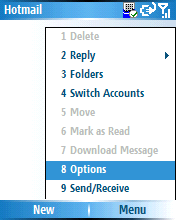 Hotmail
1 Delete
2 Reply
3 Folders
4 Switch Accounts
5 Move
6 Mark as Read
7 Download Message
8 Options
9 Send/Receive
New Menu